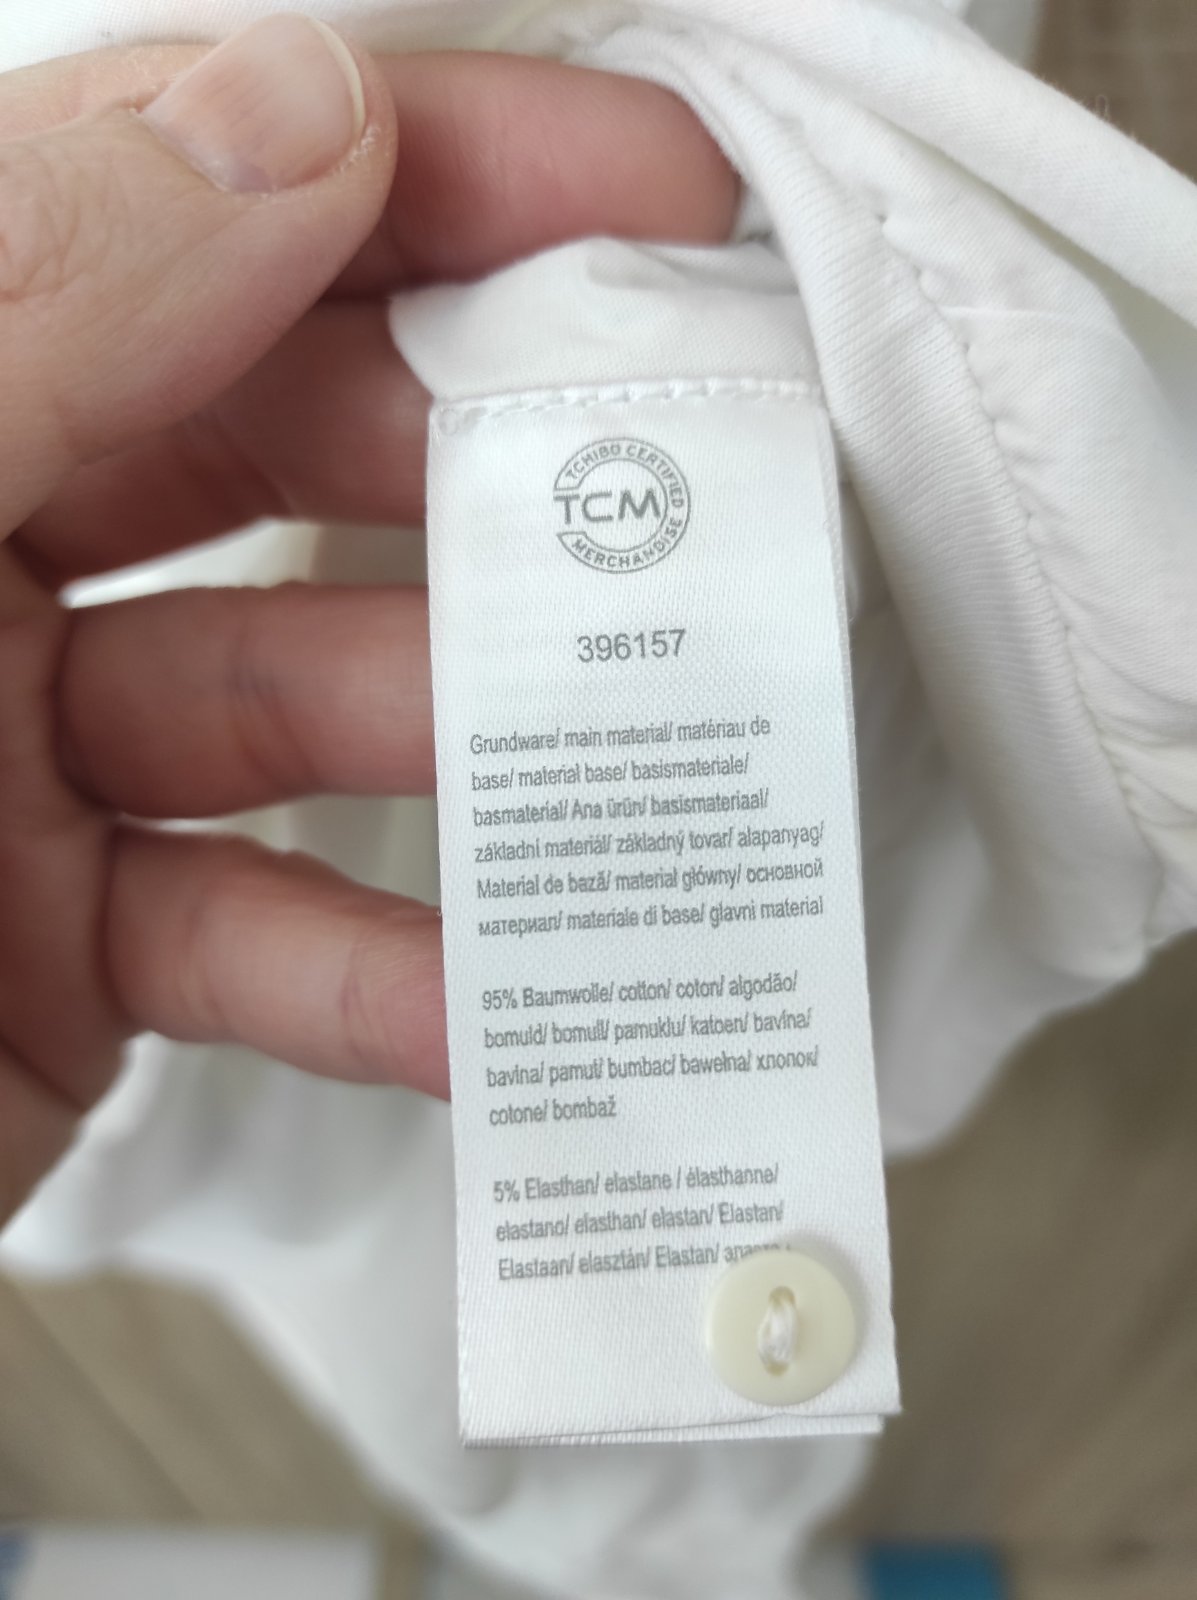 TCHIBO CERTIFIED
TCM
MERCHANDISE
396157
Grundware/ main material/ matériau de
base/ material base/ basismateriale/
basmaterial/ Ana ürün/ basismateriaal/
základní materiál/ základný tovar/ alapanyag/
Material de bază/ materiał główny/ основной
материал/ materiale di base/ glavni material
95% Baumwolle/ cotton/ coton/ algodão/
bomuld/ bomull/ pamuklu/ katoen/ bavlna/
bavlna/ pamut/ bumbac/ bawełna/ хлопок/
cotone/ bombaž
5% Elasthan/ elastane / élasthanne/
elastano/ elasthan/ elastan/ Elastan/
Elastaan/ elasztán/ Elastan/